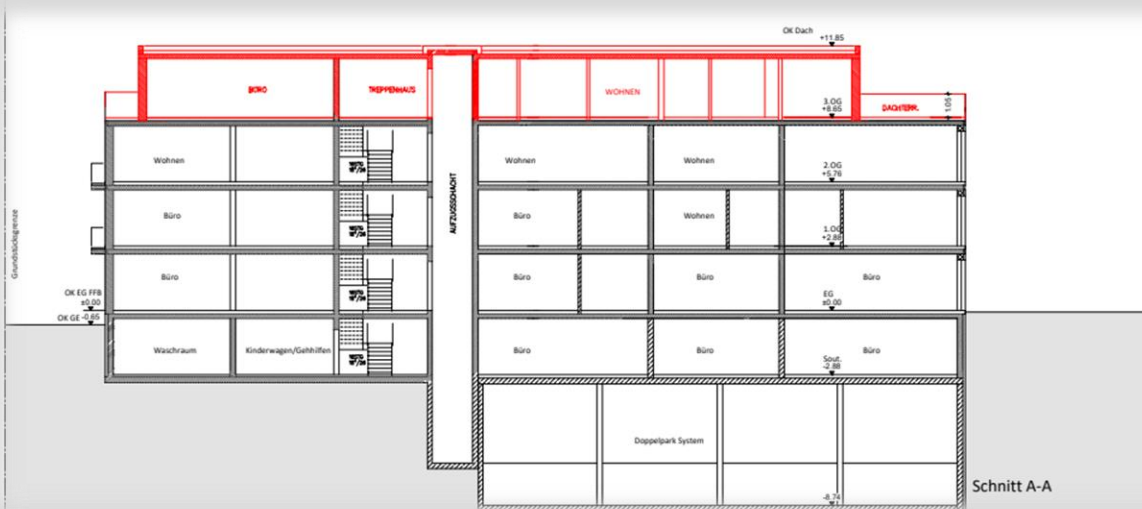 OK Dach
+11.85
BÜRO
TREPPENHAUS
WOHNEN
3.OG
+8.65
DACHTERR.
1.05
Wohnen
Wohnen
Wohnen
2.OG
+5.76
AUFZUGSSCHACHT
Büro
Büro
Wohnen
1.OG
+2.88
Grundstücksgrenze
Büro
Büro
Büro
Büro
OK EG FFB
±0.00
EG
±0.00
OK GE -0.65
Waschraum
Kinderwagen/Gehhilfen
Büro
Büro
Büro
Sout.
-2.88
Doppelpark System
-8.74
Schnitt A-A